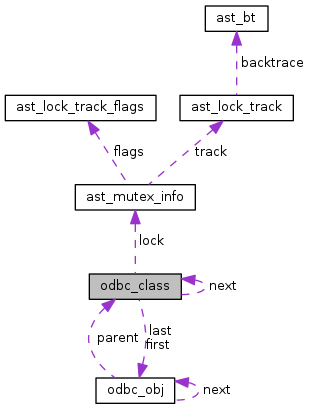 ast_bt
backtrace
ast_lock_track_flags
ast_lock_track
flags
track
ast_mutex_info
lock
odbc_class
next
parent
last
first
odbc_obj
next